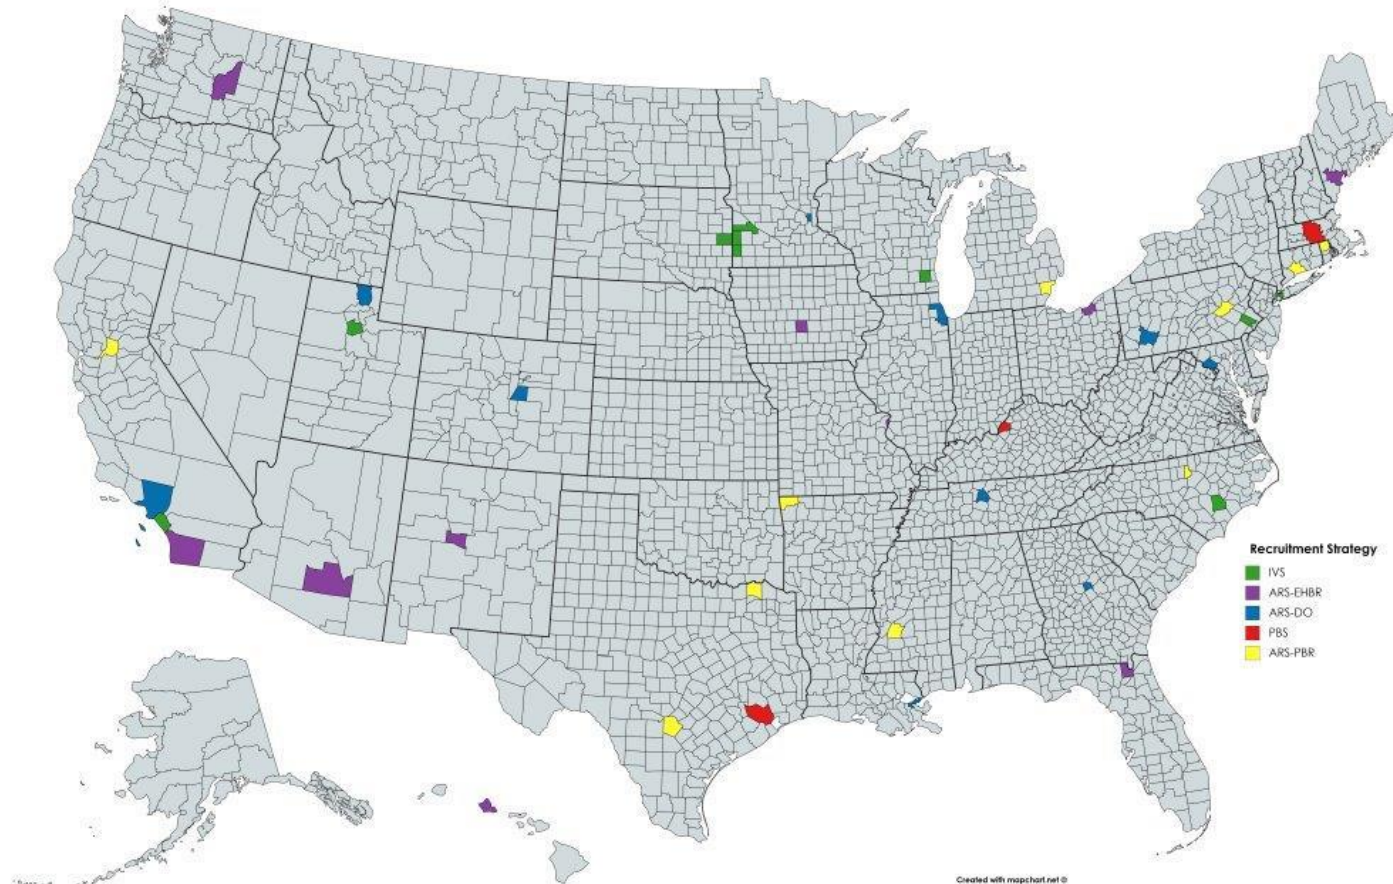 Recruitment Strategy
IVS
ARS-EHBR
ARS-DO
PBS
ARS-PBR
Created with mapchart.net ©